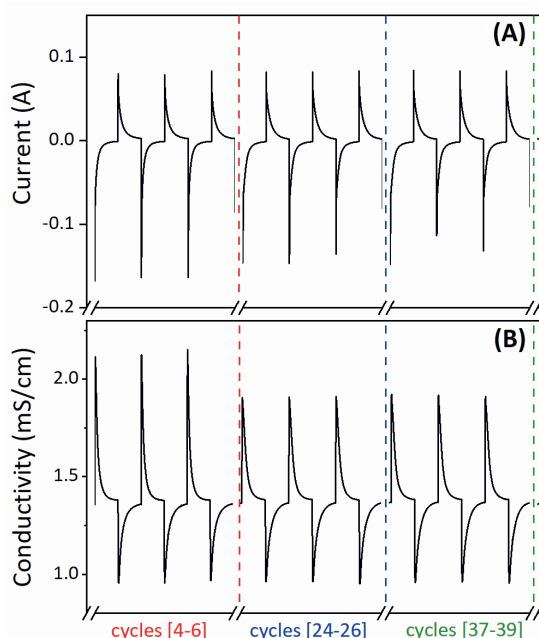 (A)
0.1
0.0
-0.1
-0.2
Current (A)
(B)
2.0
1.5
1.0
Conductivity (mS/cm)
cycles [4-6] cycles [24-26] cycles [37-39]